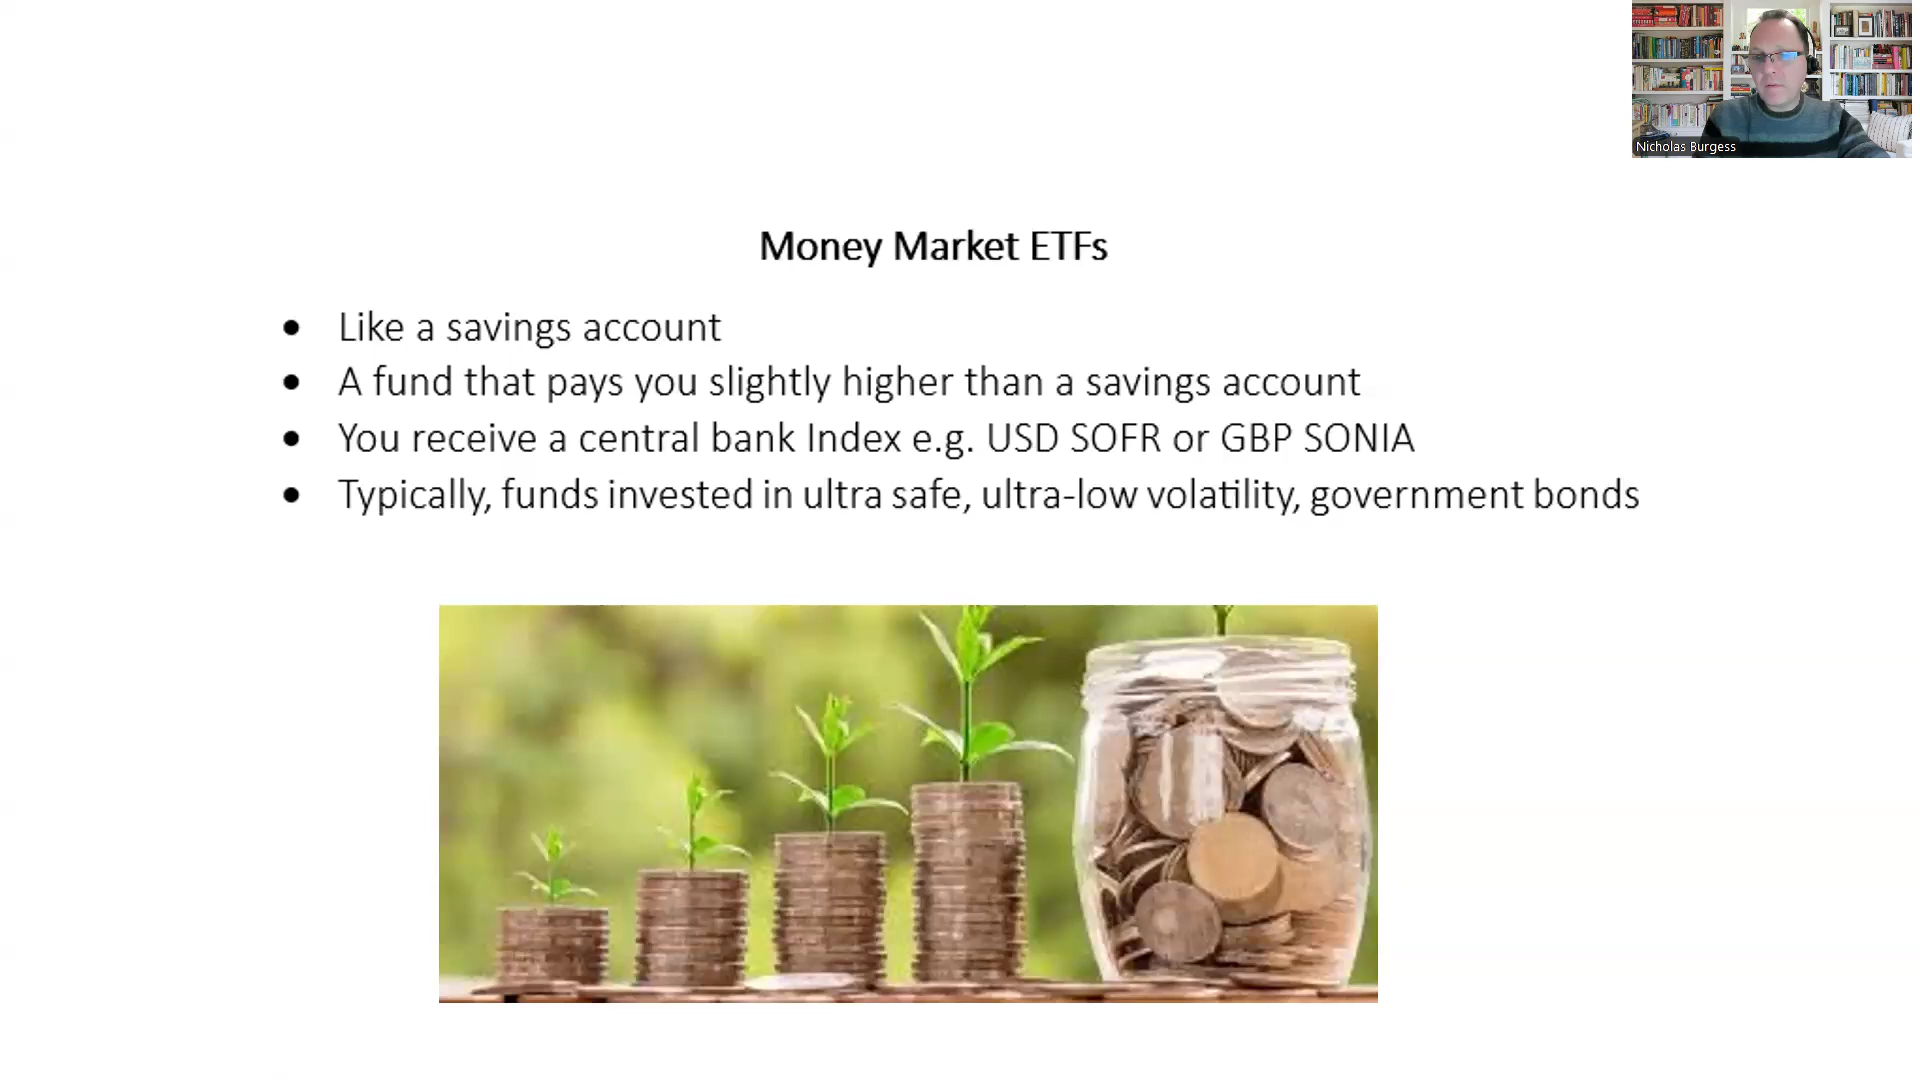 Nicholas Burgess
Money Market ETFs
• Like a savings account
• A fund that pays you slightly higher than a savings account
• You receive a central bank Index e.g. USD SOFR or GBP SONIA
• Typically, funds invested in ultra safe, ultra-low volatility, government bonds